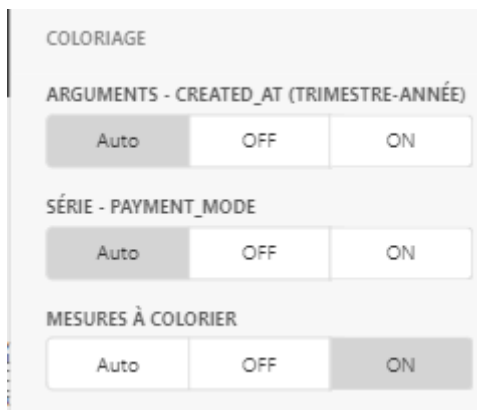 COLORIAGE
ARGUMENTS - CREATED_AT (TRIMESTRE-ANNÉE)
Auto OFF ON
SÉRIE - PAYMENT_MODE
Auto OFF ON
MESURES À COLORIER
Auto OFF ON